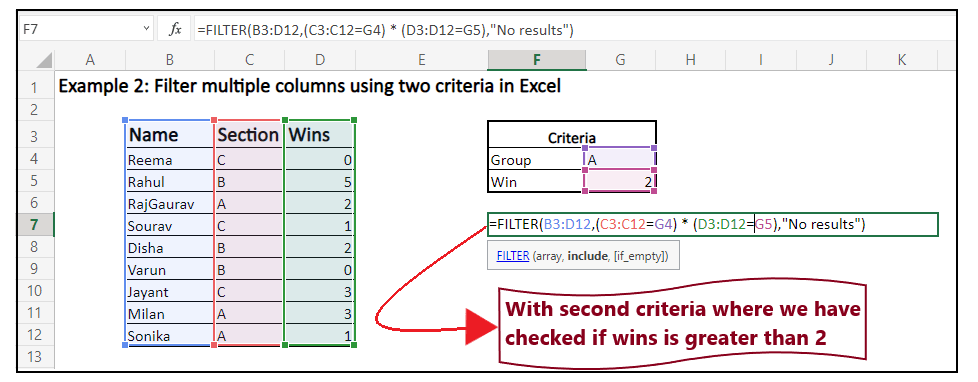 F7 fx =FILTER(B3:D12,(C3:C12=G4) * (D3:D12=G5),"No results")
A B C D E F G H I J K
1 Example 2: Filter multiple columns using two criteria in Excel
2
3 Name Section Wins Criteria
4 Reema C 0 Group A
5 Rahul B 5 Win 2
6 RajGaurav A 2
7 Sourav C 1 =FILTER(B3:D12,(C3:C12=G4) * (D3:D12=G5),"No results")
8 Disha B 2 FILTER (array, include, [if_empty])
9 Varun B 0
10 Jayant C 3
11 Milan A 3 With second criteria where we have
12 Sonika A 1 checked if wins is greater than 2
13